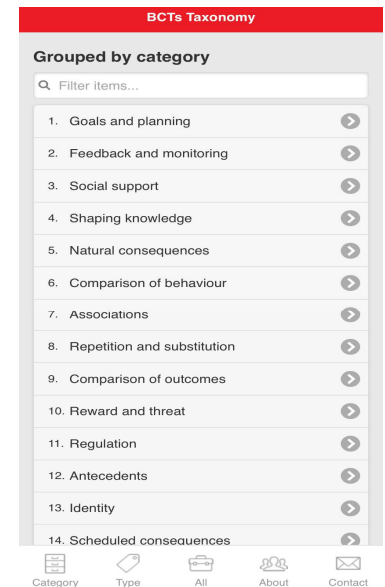 BCTs Taxonomy
Grouped by category
Filter items...
1. Goals and planning
2. Feedback and monitoring
3. Social support
4. Shaping knowledge
5. Natural consequences
6. Comparison of behaviour
7. Associations
8. Repetition and substitution
9. Comparison of outcomes
10. Reward and threat
11. Regulation
12. Antecedents
13. Identity
14. Scheduled consequences
Category Type All About Contact